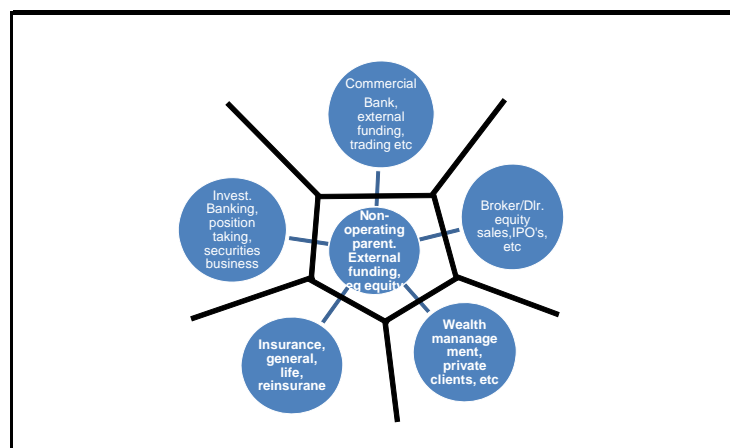 Commercial
Bank,
external
funding,
trading etc
Invest.
Banking,
position
taking,
securities
business
Non-
operating
parent.
External
funding,
eg equity
Broker/Dlr.
equity
sales,IPO's,
etc
Insurance,
general,
life,
reinsurane
Wealth
mananage
ment,
private
clients, etc